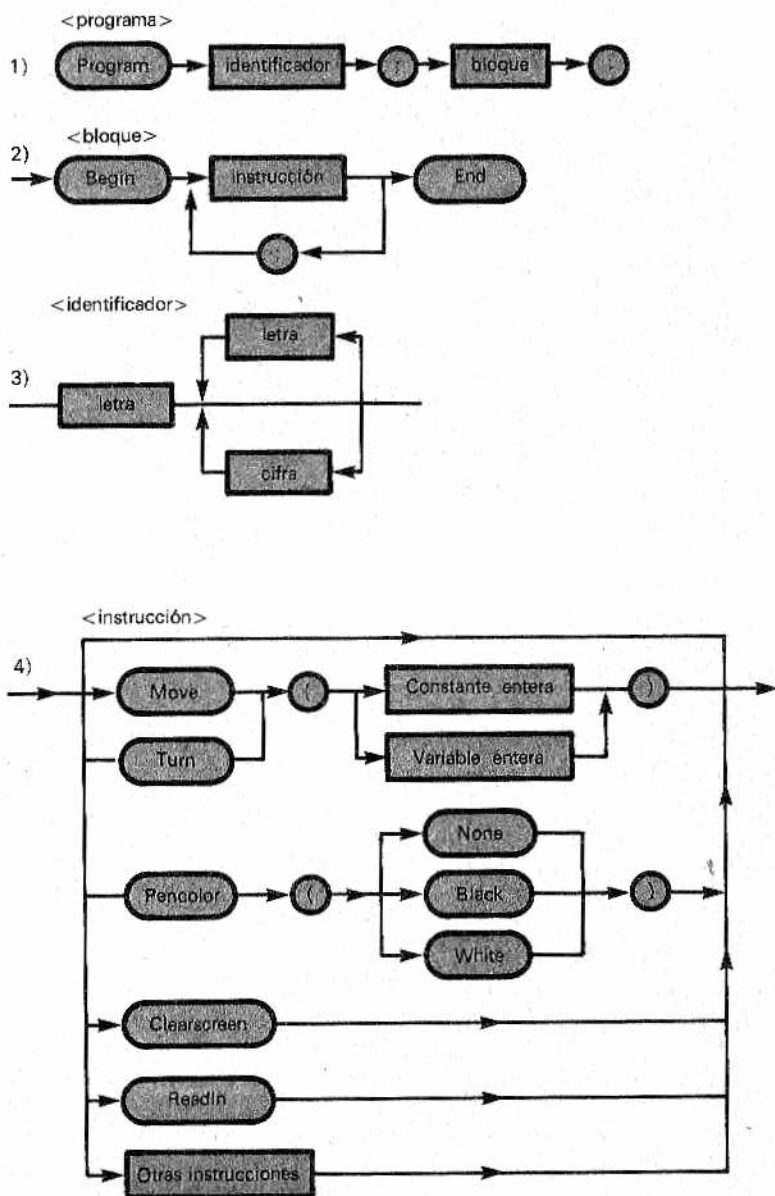 <programa>
1) Program identificador ; bloque .
<bloque>
2) Begin instrucción End
;
<identificador>
letra
3) letra
cifra
<instrucción>
4) Move ( Constante entera )
Turn Variable entera
None
Pencolor ( Black )
White
Clearscreen
Readln
Otras instrucciones